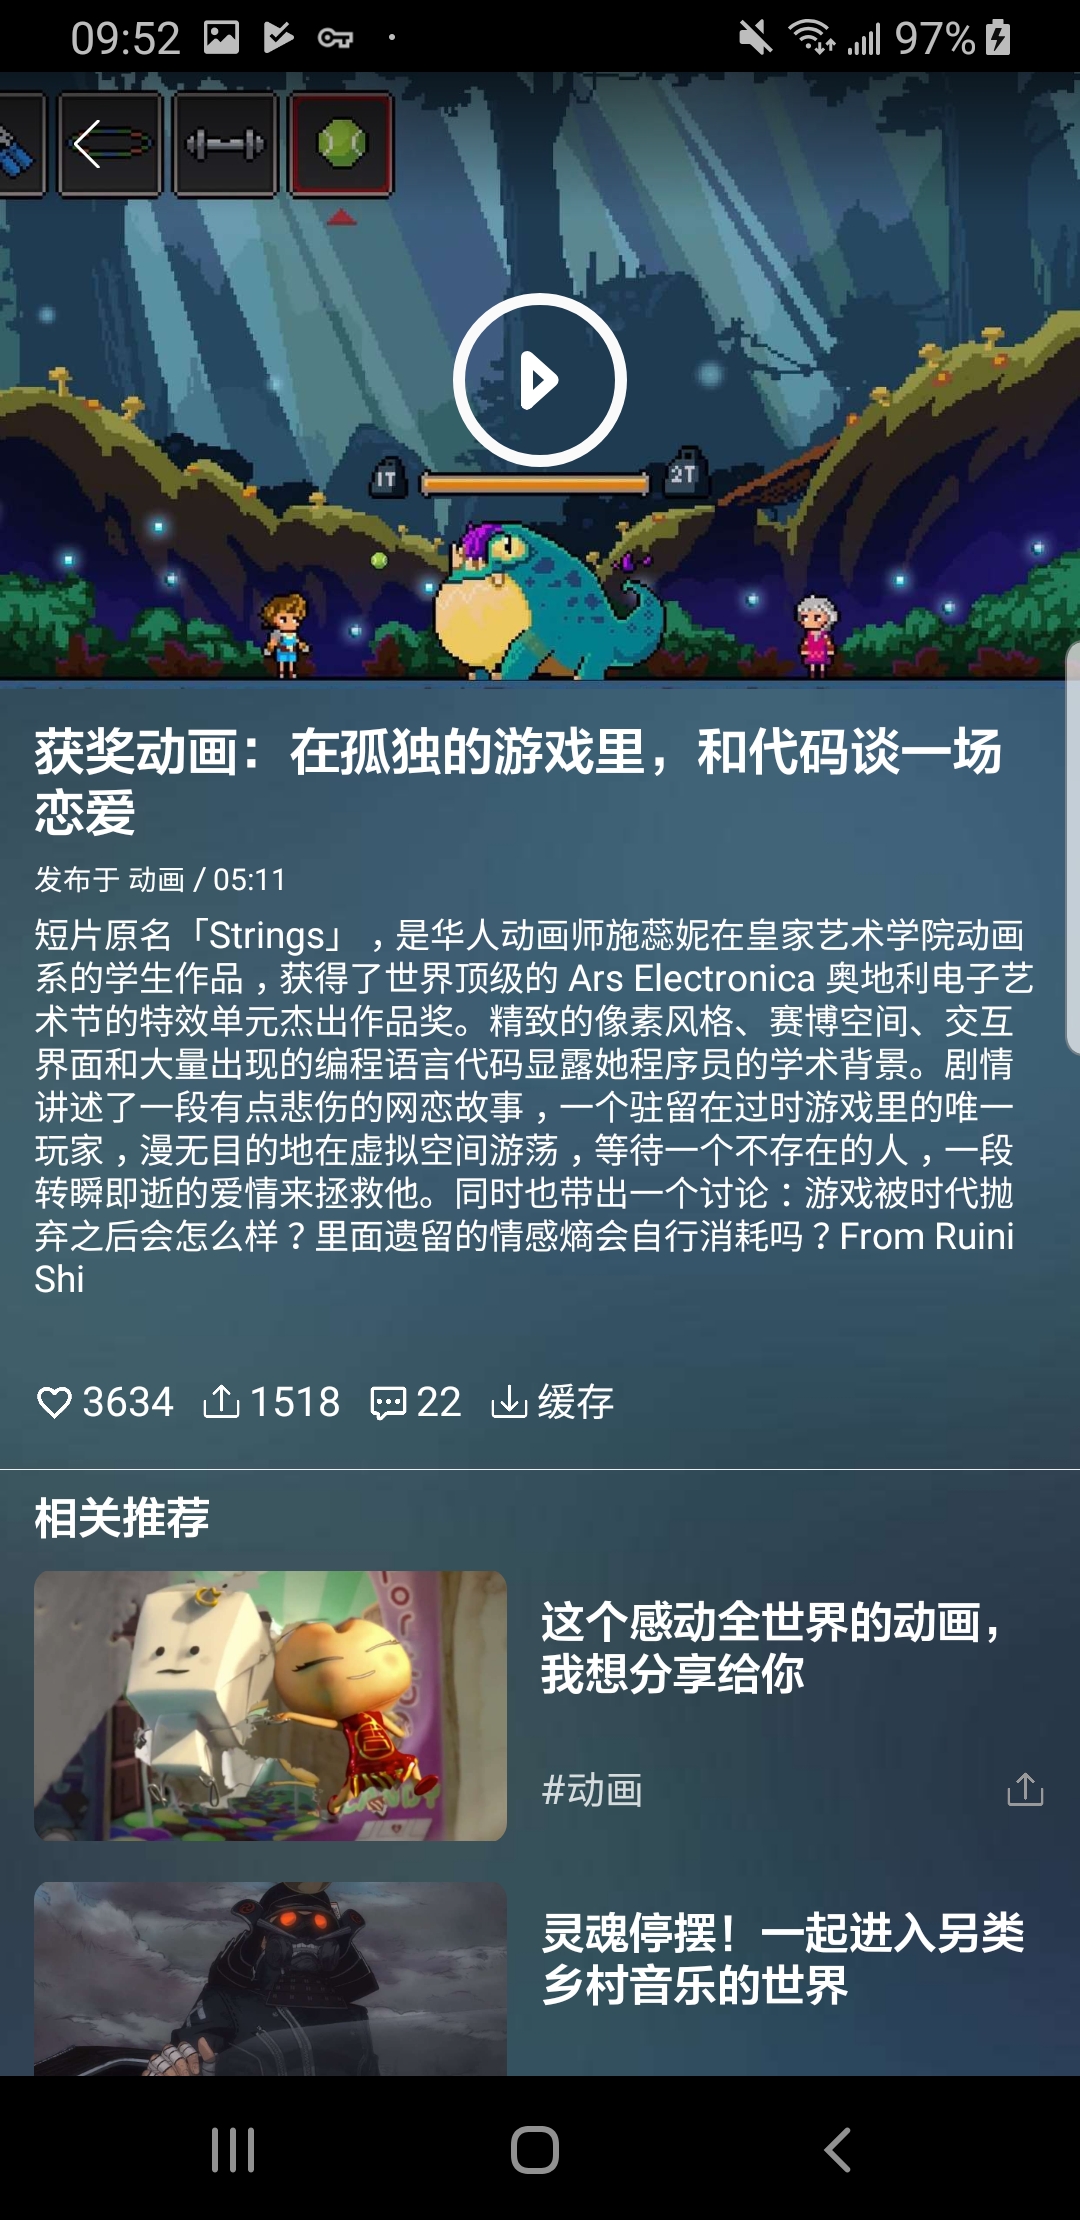 09:52
97%
1T
2T
获奖动画：在孤独的游戏里，和代码谈一场
恋爱
发布于 动画 / 05:11
短片原名「Strings」，是华人动画师施蕊妮在皇家艺术学院动画
系的学生作品，获得了世界顶级的 Ars Electronica 奥地利电子艺
术节的特效单元杰出作品奖。精致的像素风格、赛博空间、交互
界面和大量出现的编程语言代码显露她程序员的学术背景。剧情
讲述了一段有点悲伤的网恋故事，一个驻留在过时游戏里的唯一
玩家，漫无目的地在虚拟空间游荡，等待一个不存在的人，一段
转瞬即逝的爱情来拯救他。同时也带出一个讨论：游戏被时代抛
弃之后会怎么样？里面遗留的情感熵会自行消耗吗？From Ruini
Shi
3634 1518 22 缓存
相关推荐
这个感动全世界的动画，
我想分享给你
#动画
灵魂停摆！一起进入另类
乡村音乐的世界